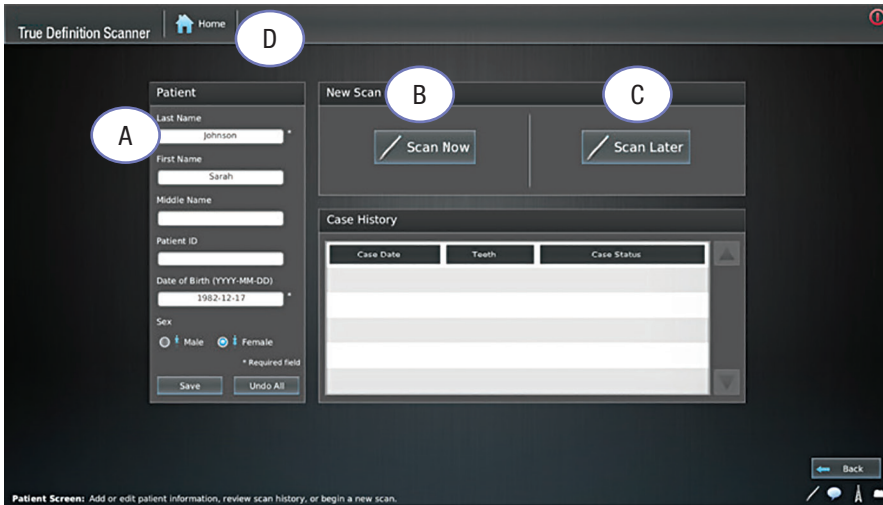 True Definition Scanner
Home
D
Patient
Last Name
Johnson *
A
First Name
Sarah
Middle Name
Patient ID
Date of Birth (YYYY-MM-DD)
1982-12-17 *
Sex
Male Female
* Required field
Save Undo All
New Scan
B
C
Scan Now
Scan Later
Case History
Case Date Teeth Case Status
Back
Patient Screen: Add or edit patient information, review scan history, or begin a new scan.